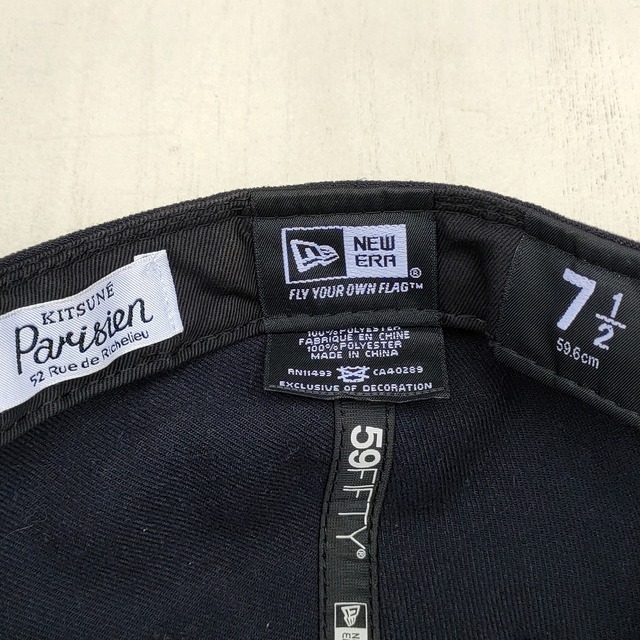 KITSUNÉ
Parisien
52 Rue de Richelieu
NEW
ERA
®
FLY YOUR OWN FLAG™
100% POLYESTER
FABRIQUÉ EN CHINE
100% POLYESTER
MADE IN CHINA
RN11493 CA40289
EXCLUSIVE OF DECORATION
7 1/2
59.6cm
59FIFTY®
NE